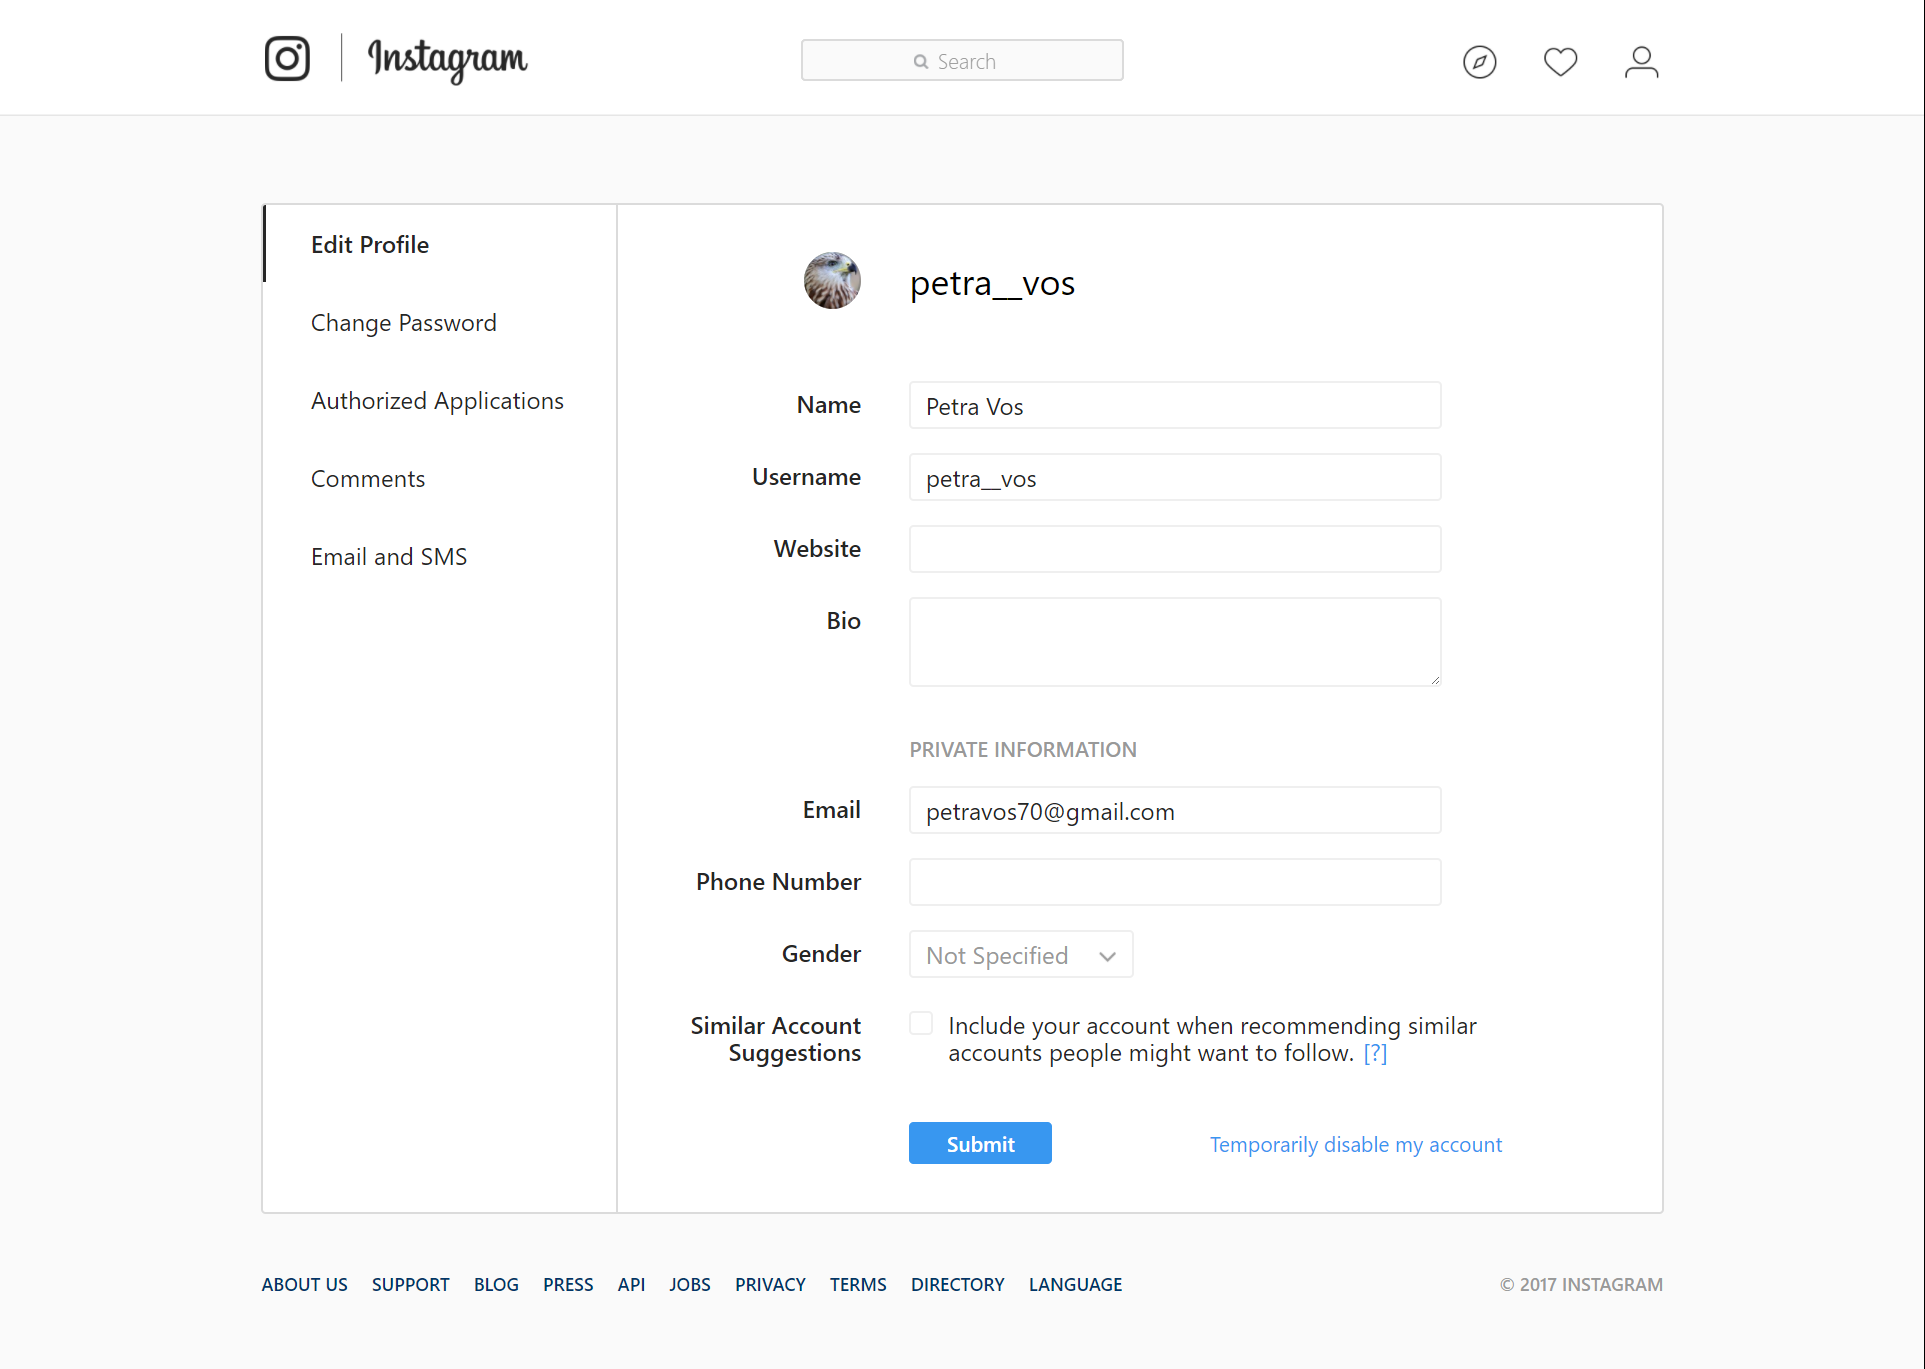 Instagram
Search
Edit Profile
Change Password
Authorized Applications
Comments
Email and SMS
petra__vos
Name
Petra Vos
Username
petra__vos
Website
Bio
PRIVATE INFORMATION
Email
petravos70@gmail.com
Phone Number
Gender
Not Specified
Similar Account
Suggestions
Include your account when recommending similar
accounts people might want to follow. [?]
Submit
Temporarily disable my account
ABOUT US SUPPORT BLOG PRESS API JOBS PRIVACY TERMS DIRECTORY LANGUAGE
© 2017 INSTAGRAM